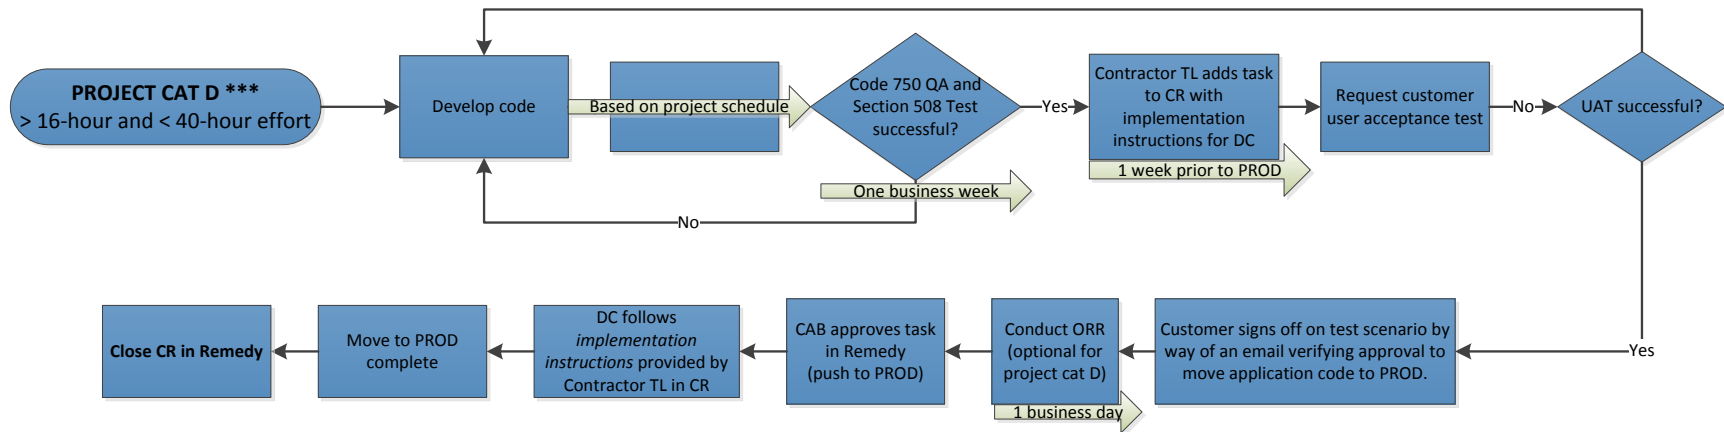 PROJECT CAT D ***
> 16-hour and < 40-hour effort
Develop code
Based on project schedule
Code 750 QA and
Section 508 Test
successful?
One business week
No
Yes
Contractor TL adds task
to CR with
implementation
instructions for DC
1 week prior to PROD
Request customer
user acceptance test
No
UAT successful?
Yes
Customer signs off on test scenario by
way of an email verifying approval to
move application code to PROD.
Conduct ORR
(optional for
project cat D)
1 business day
CAB approves task
in Remedy
(push to PROD)
DC follows
implementation
instructions provided by
Contractor TL in CR
Move to PROD
complete
Close CR in Remedy